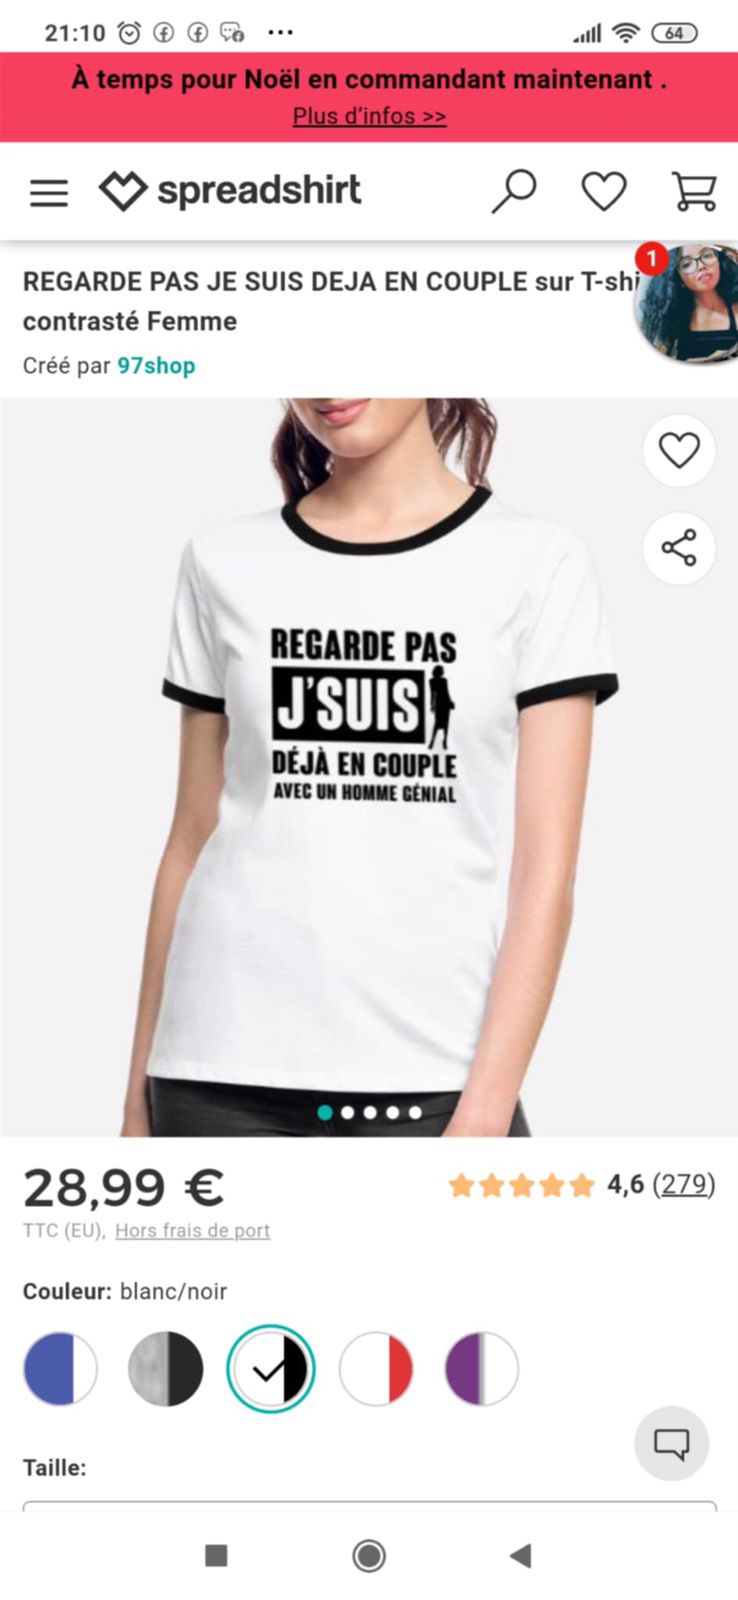 21:10
64
À temps pour Noël en commandant maintenant .
Plus d'infos >>
spreadshirt
1
REGARDE PAS JE SUIS DEJA EN COUPLE sur T-shi
contrasté Femme
Créé par 97shop
REGARDE PAS
J'SUIS
DÉJÀ EN COUPLE
AVEC UN HOMME GÉNIAL
28,99 €
4,6 (279)
TTC (EU), Hors frais de port
Couleur: blanc/noir
Taille: